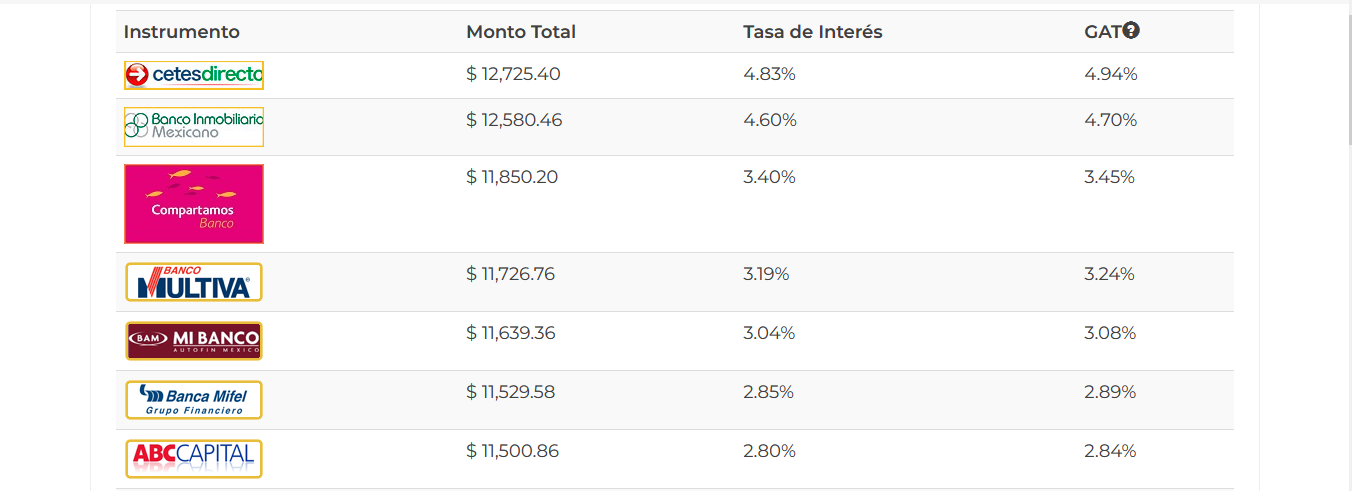 Instrumento Monto Total Tasa de Interés GAT?
cetesdirecto $ 12,725.40 4.83% 4.94%
Banco Inmobiliario
Mexicano
$ 12,580.46 4.60% 4.70%
Compartamos
Banco
$ 11,850.20 3.40% 3.45%
BANCO
MULTIVA
$ 11,726.76 3.19% 3.24%
BAM MI BANCO
AUTOFIN MEXICO
$ 11,639.36 3.04% 3.08%
Banca Mifel
Grupo Financiero
$ 11,529.58 2.85% 2.89%
ABCCAPITAL $ 11,500.86 2.80% 2.84%